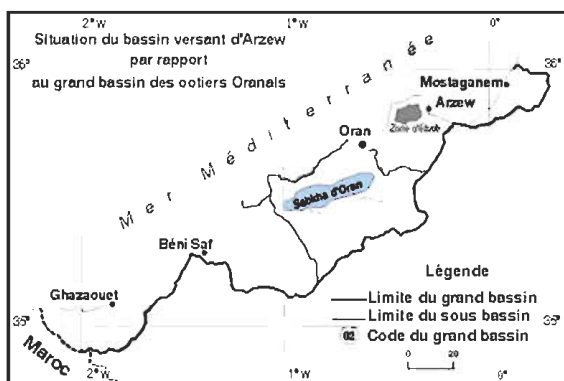 2°W
1°W
0°
Situation du bassin versant d'Arzew
par rapport
au grand bassin des ootiers Oranals
36°
36°
Mer Méditerranée
Mostaganem
Arzew
Zone d'étude
Oran
Sebkha d'Oran
Béni Saf
Ghazaouet
Légende
Limite du grand bassin
Limite du sous bassin
02 Code du grand bassin
35°
35°
Maroc
0 20
2°W
1°W
0°